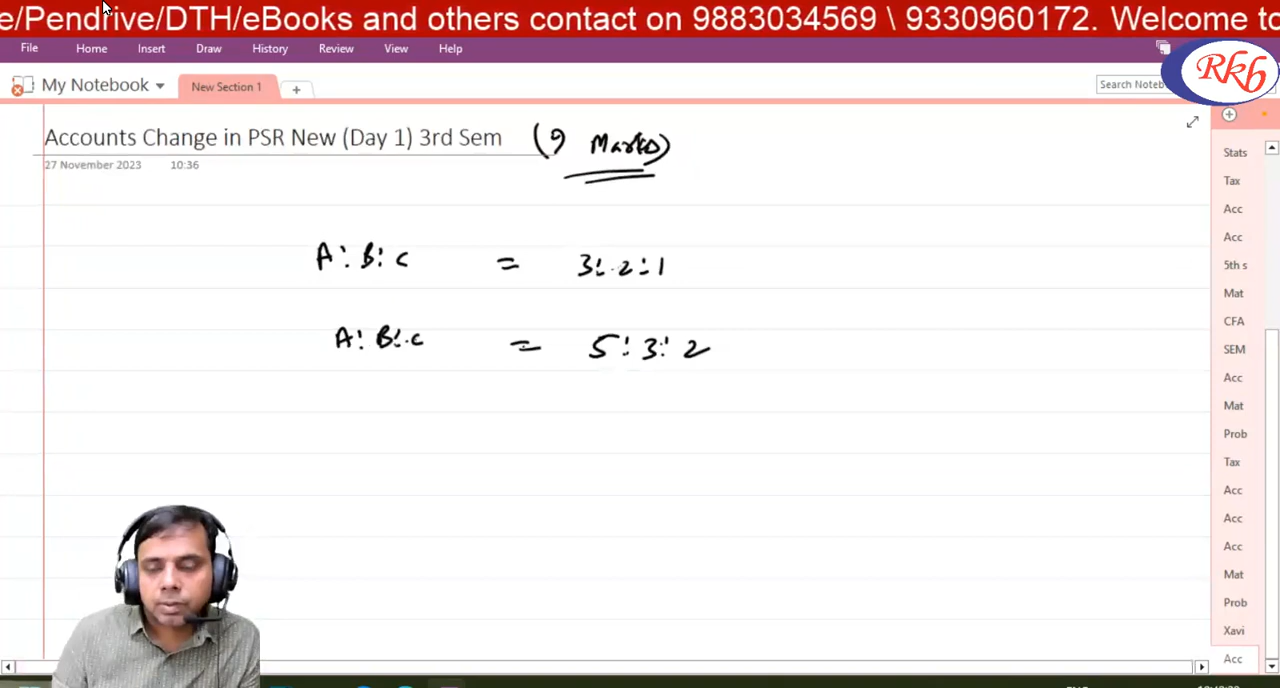 e/Pendrive/DTH/eBooks and others contact on 9883034569 \ 9330960172. Welcome to
File Home Insert Draw History Review View Help
Rkb
My Notebook New Section 1 + Search Noteb
Accounts Change in PSR New (Day 1) 3rd Sem (9 Marks)
27 November 2023 10:36
A:B:C = 3:2:1
A:B:C = 5:3:2
Stats
Tax
Acc
Acc
5th s
Mat
CFA
SEM
Acc
Mat
Prob
Tax
Acc
Acc
Acc
Mat
Prob
Xavi
Acc